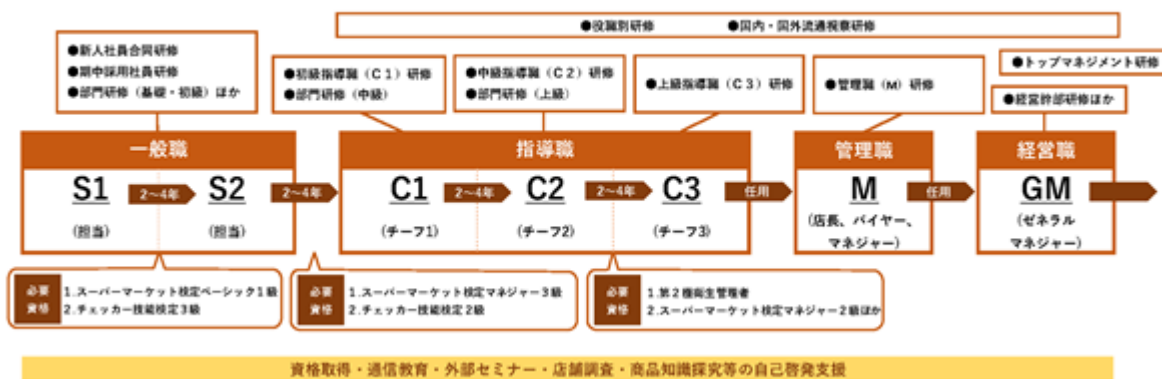 ●役職別研修　●国内・国外流通視察研修
●新人社員合同研修
●期中採用社員研修
●部門研修（基礎・初級）ほか
●初級指導職（C1）研修
●部門研修（中級）
●中級指導職（C2）研修
●部門研修（上級）
●上級指導職（C3）研修
●管理職（M）研修
●トップマネジメント研修
●経営幹部研修ほか
一般職
S1
(担当)
2～4年
S2
(担当)
2～4年
指導職
C1
(チーフ1)
2～4年
C2
(チーフ2)
2～4年
C3
(チーフ3)
任用
管理職
M
(店長、バイヤー、
マネジャー)
任用
経営職
GM
(ゼネラル
マネジャー)
必要
資格
1.スーパーマーケット検定ベーシック1級
2.チェッカー技能検定3級
必要
資格
1.スーパーマーケット検定マネジャー3級
2.チェッカー技能検定2級
必要
資格
1.第2種衛生管理者
2.スーパーマーケット検定マネジャー2級ほか
資格取得・通信教育・外部セミナー・店舗調査・商品知識探究等の自己啓発支援